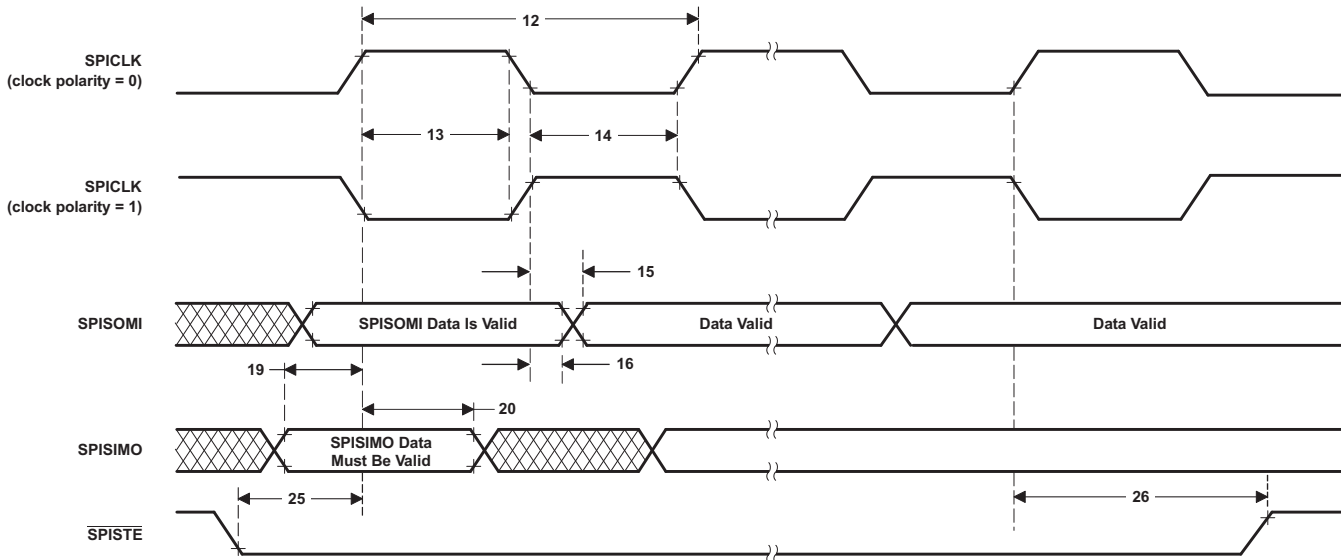 12
SPICLK
(clock polarity = 0)
13
14
SPICLK
(clock polarity = 1)
15
SPISOMI
SPISOMI Data Is Valid
Data Valid
Data Valid
19
16
20
SPISIMO
SPISIMO Data
Must Be Valid
25
26
SPISTE